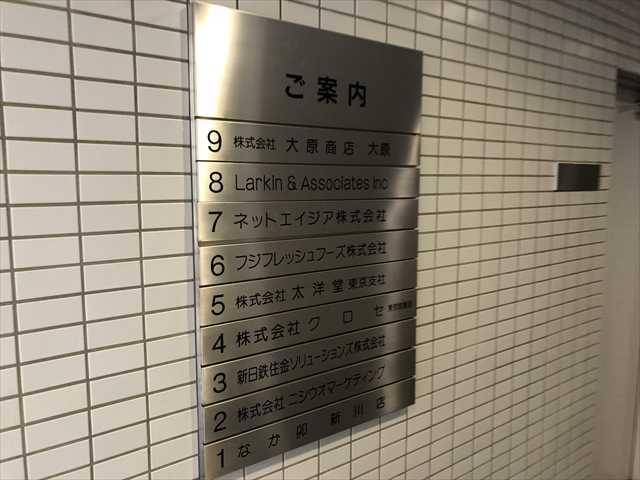 ご案内
9 株式会社 大原商店 大原
8 Larkin & Associates Inc
7 ネットエイジア株式会社
6 フジフレッシュフーズ株式会社
5 株式会社 太洋堂 東京支社
4 株式会社 クロセ
3 新日鉄住金ソリューションズ株式会社
2 株式会社 ニシウオマーケティング
1 なか卯 新川店